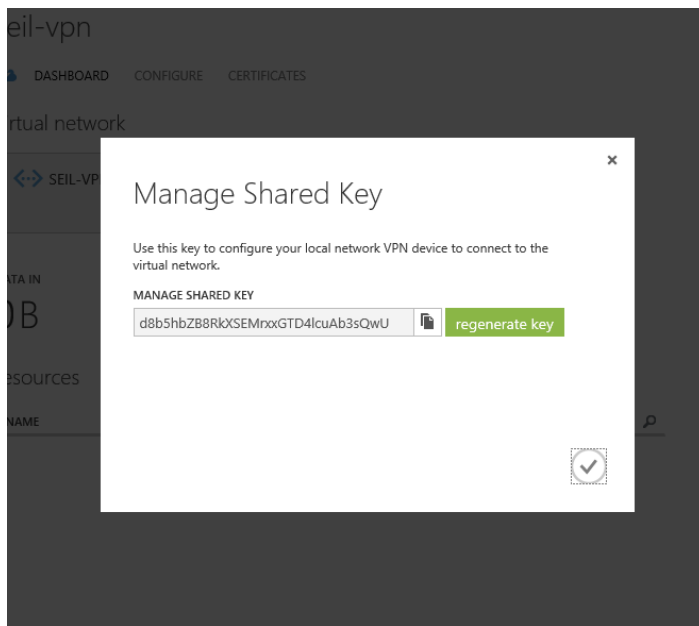 eil-vpn
DASHBOARD CONFIGURE CERTIFICATES
rtual network
SEIL-VP
Manage Shared Key
Use this key to configure your local network VPN device to connect to the
virtual network.
MANAGE SHARED KEY
d8b5hbZB8RkXSEMrxxGTD4lcuAb3sQwU
regenerate key
ATA IN
0B
esources
NAME